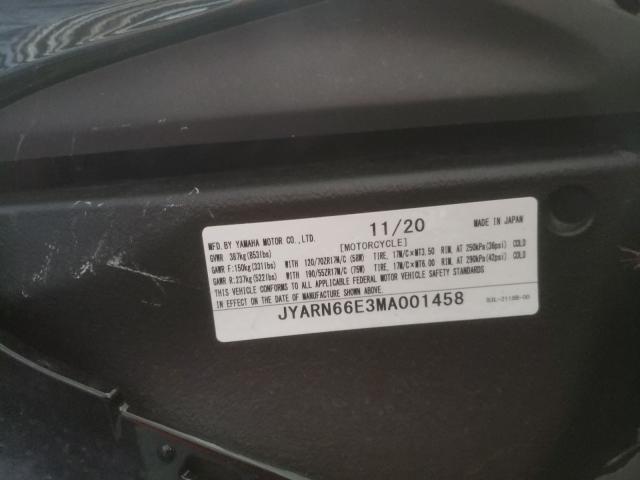 11/20
MFD.BY YAMAHA MOTOR CO.,LTD. MADE IN JAPAN
[MOTORCYCLE]
GVWR 387kg(853lbs)
GAWR F:150kg(331lbs) WITH 120/70ZR17M/C (58W) TIRE, 17M/C×MT3.50 RIM, AT 250kPa(36psi) COLD
GAWR R:237kg(522lbs) WITH 190/55ZR17M/C (75W) TIRE, 17M/C×MT6.00 RIM, AT 290kPa(42psi) COLD
THIS VEHICLE CONFORMS TO ALL APPLICABLE FEDERAL MOTOR VEHICLE SAFETY STANDARDS
IN EFFECT ON THE DATE OF MANUFACTURE SHOWN ABOVE.
JYARN66E3MA001458